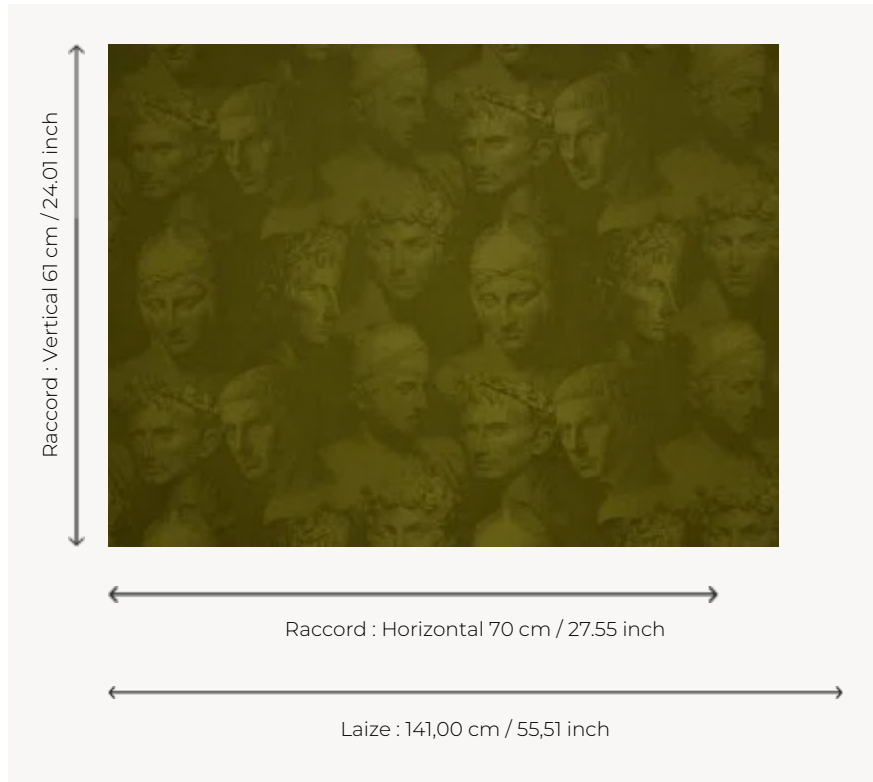 Raccord : Vertical 61 cm / 24.01 inch
Raccord : Horizontal 70 cm / 27.55 inch
Laize : 141,00 cm / 55,51 inch